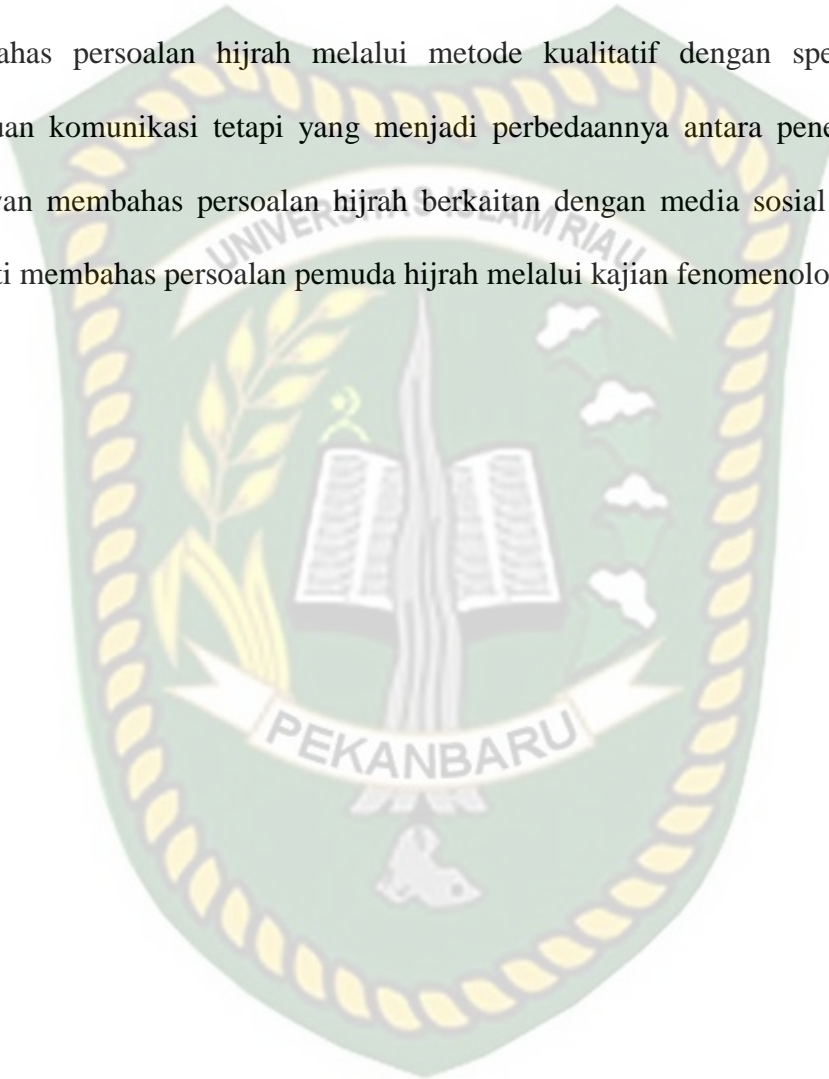 ahas persoalan hijrah melalui metode kualitatif dengan spe
uan komunikasi tetapi yang menjadi perbedaannya antara pene
van membahas persoalan hijrah berkaitan dengan media sosial
ti membahas persoalan pemuda hijrah melalui kajian fenomenolo
UNIVERSITAS ISLAM RIAU
PEKANBARU